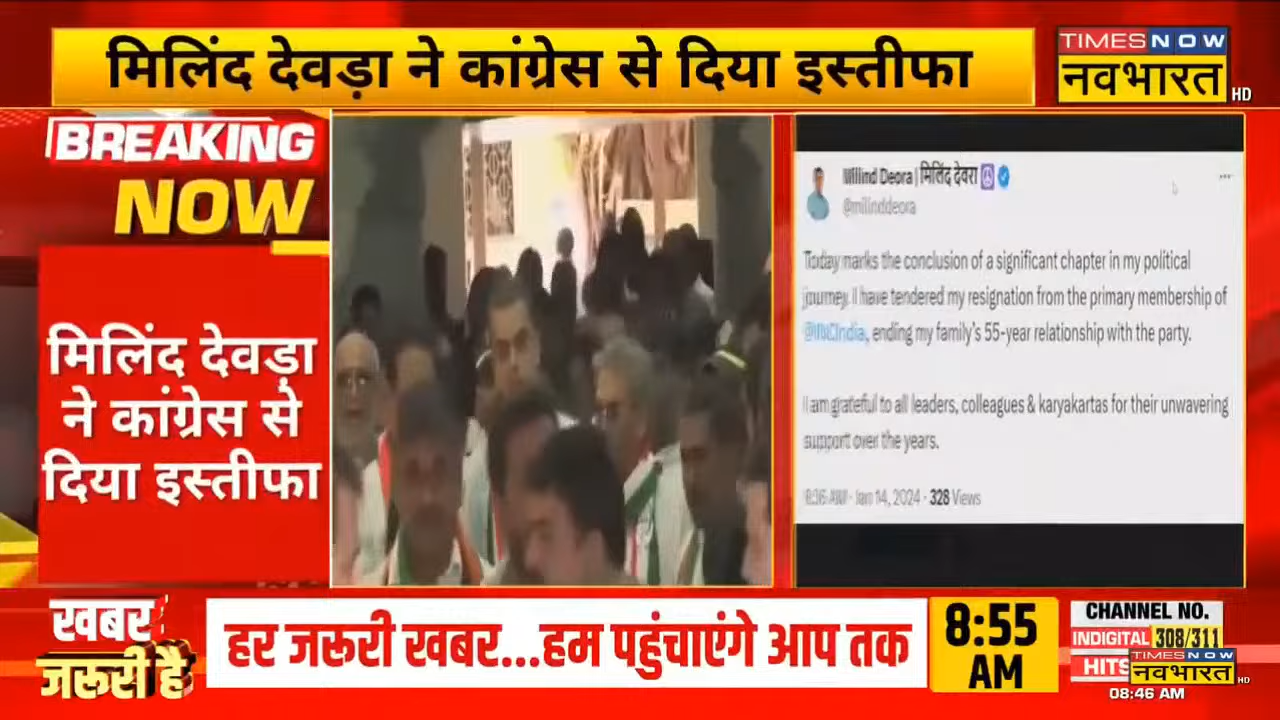 मिलिंद देवड़ा ने कांग्रेस से दिया इस्तीफा
TIMES NOW
नवभारत HD
BREAKING
NOW
मिलिंद देवड़ा
ने कांग्रेस से
दिया इस्तीफा
Milind Deora | मिलिंद देवरा
@milinddeora
Today marks the conclusion of a significant chapter in my political
journey. I have tendered my resignation from the primary membership of
@INCIndia, ending my family's 55-year relationship with the party.
I am grateful to all leaders, colleagues & karyakartas for their unwavering
support over the years.
8:36 AM · Jan 14, 2024 · 328 Views
खबर
जरूरी है
हर जरूरी खबर...हम पहुंचाएंगे आप तक
8:55
AM
CHANNEL NO.
INDIGITAL 308/311
HITS
TIMES NOW
नवभारत HD
08:46 AM